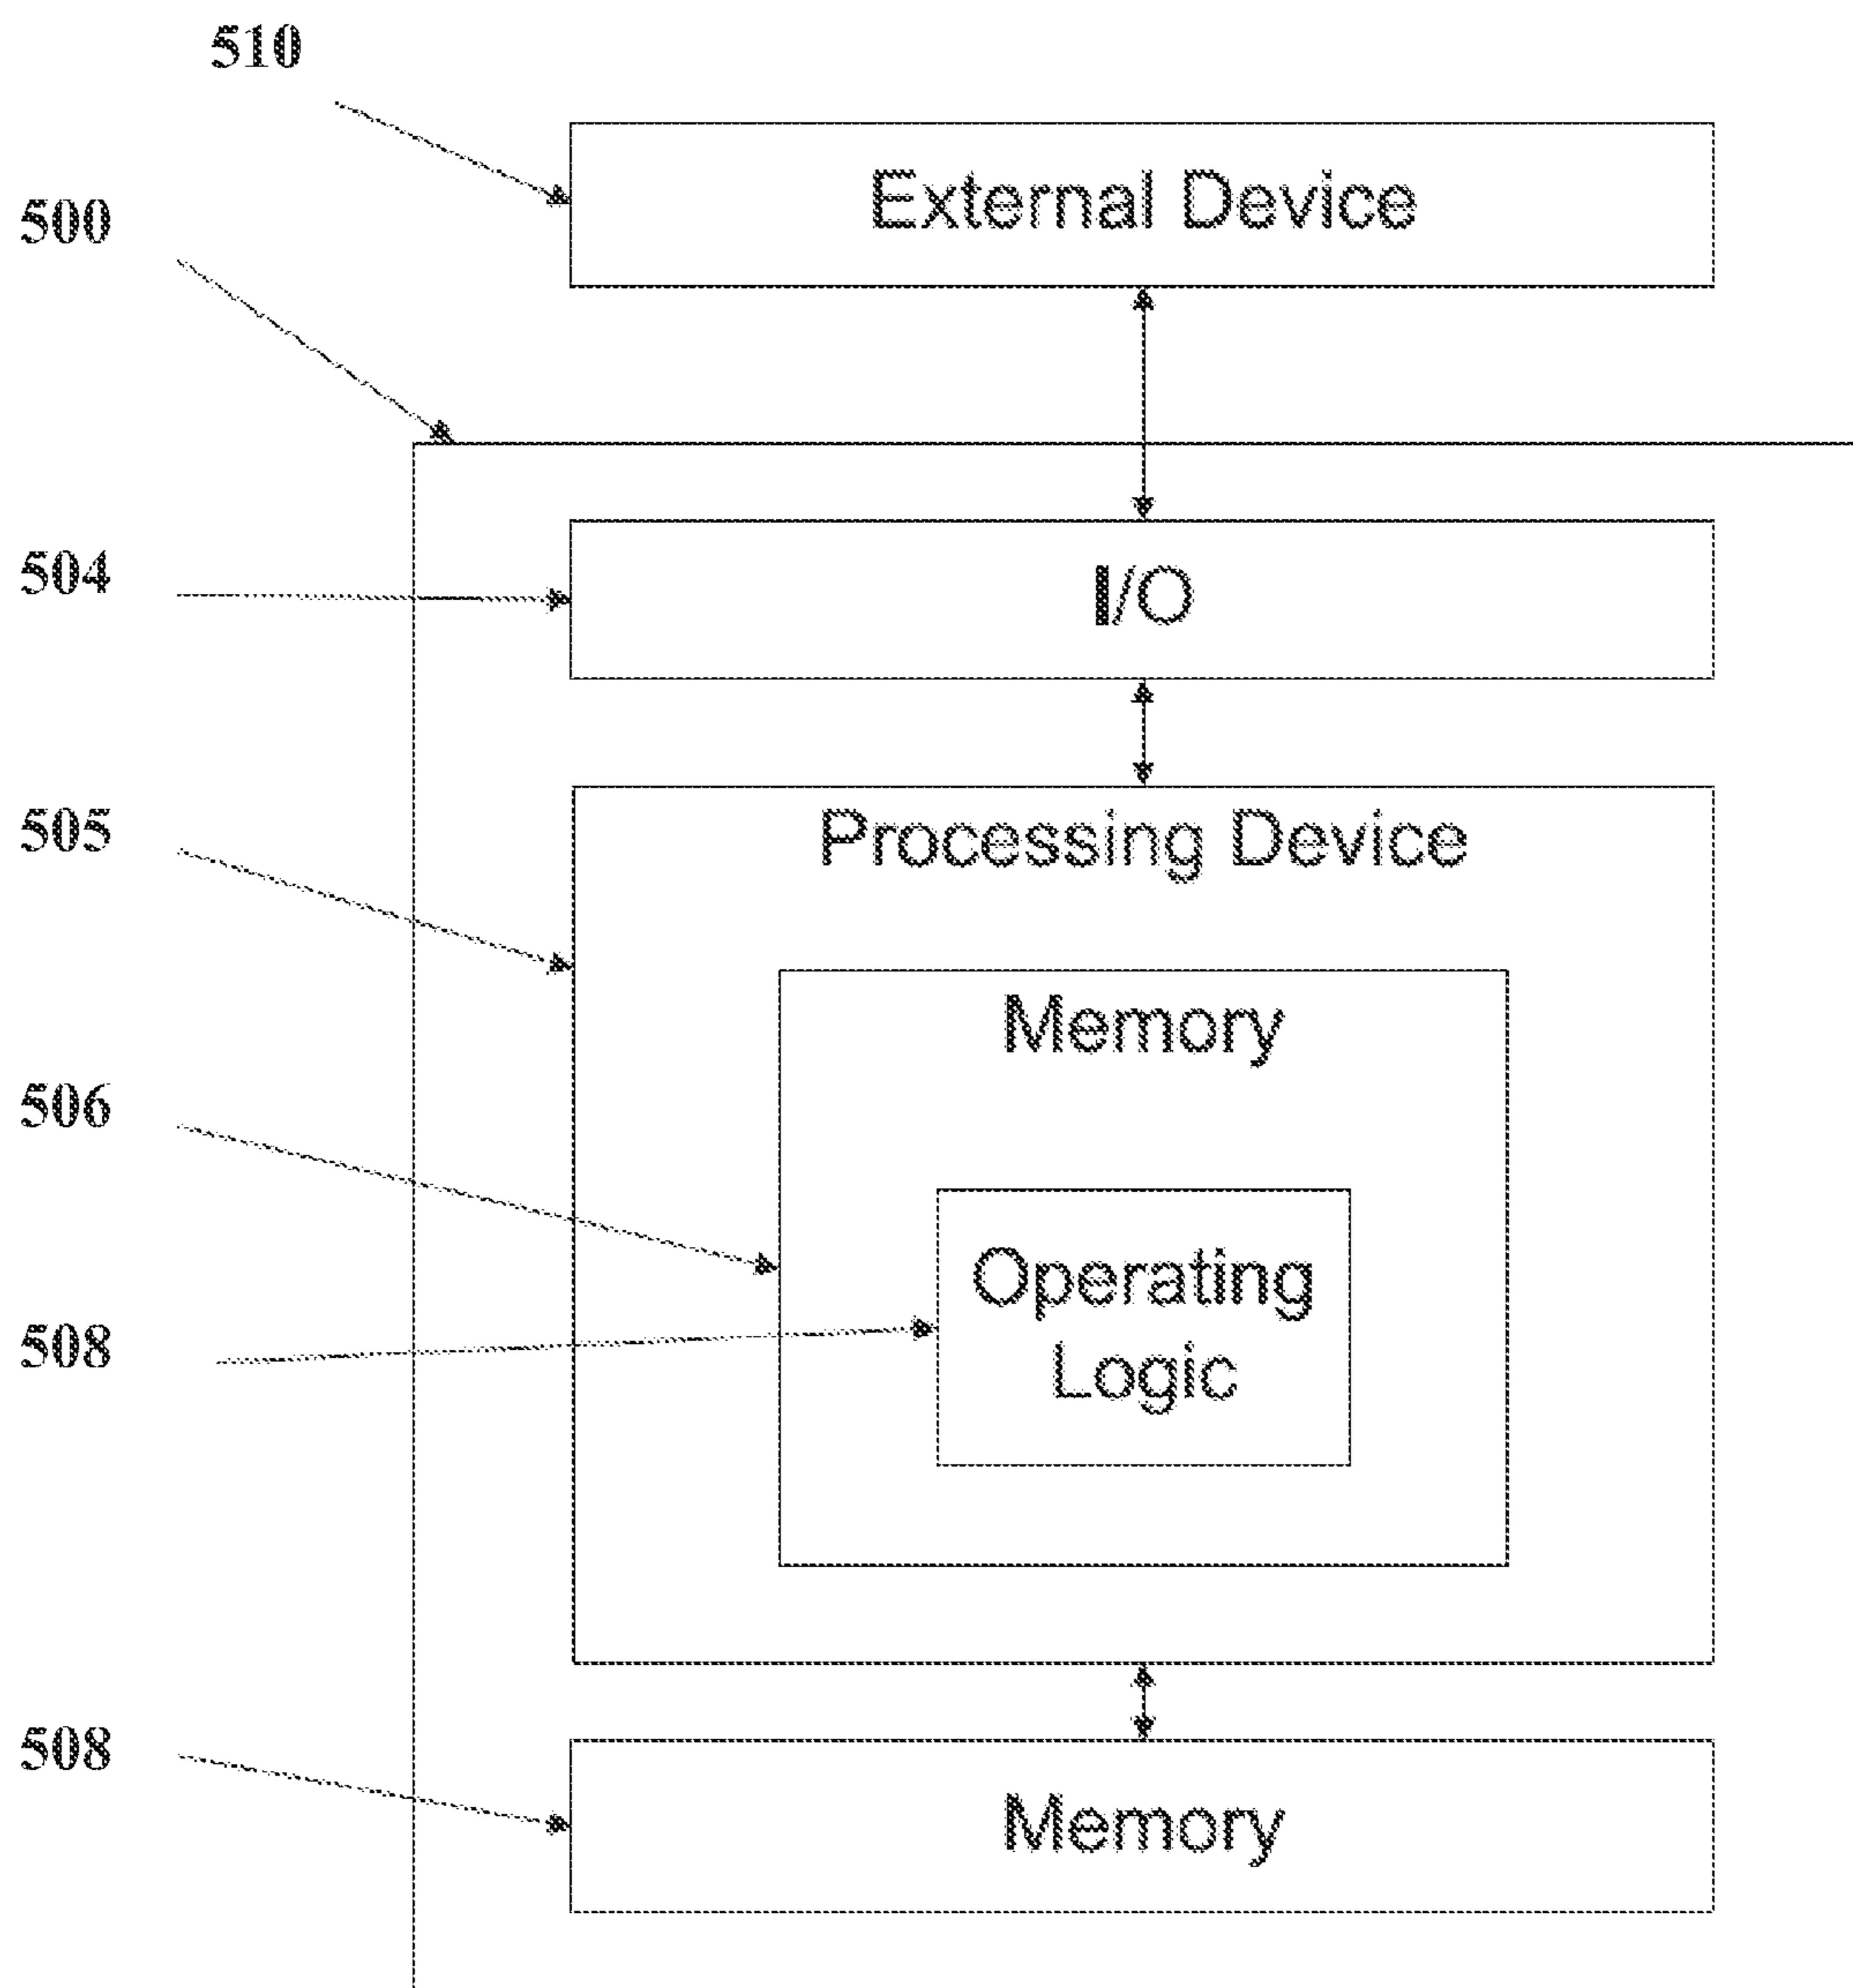 510
External Device
500
I/O
504
Processing Device
505
Memory
506
Operating
Logic
508
508
Memory